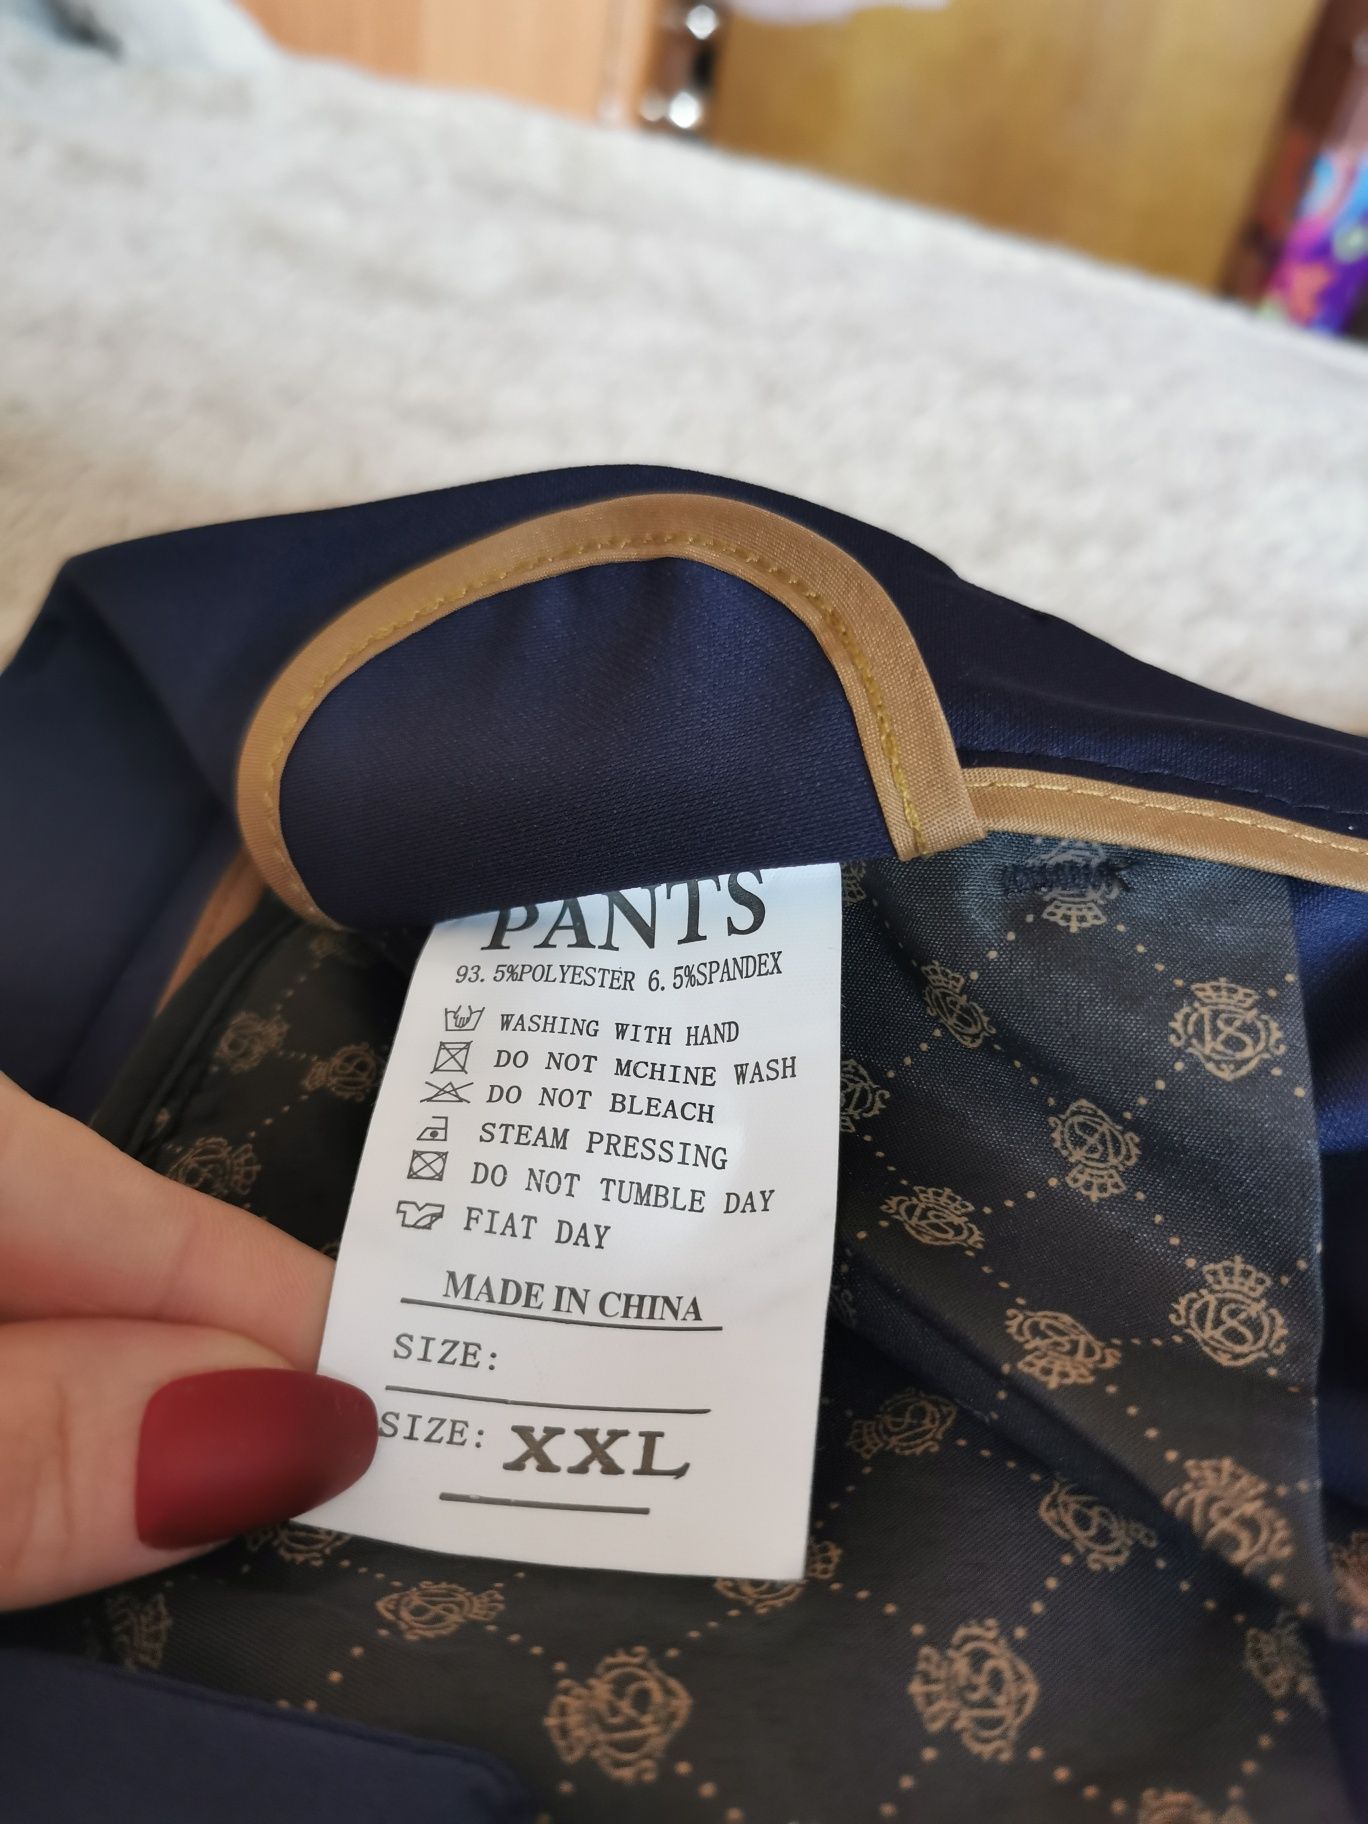 PANTS
93.5%POLYESTER 6.5%SPANDEX
WASHING WITH HAND
DO NOT MCHINE WASH
DO NOT BLEACH
STEAM PRESSING
DO NOT TUMBLE DAY
FIAT DAY
MADE IN CHINA
SIZE:
SIZE: XXL